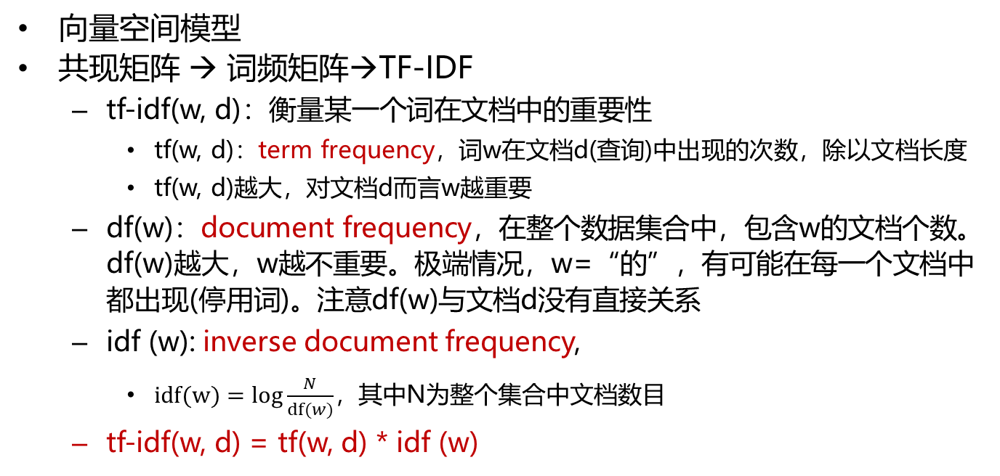 • 向量空间模型
• 共现矩阵 → 词频矩阵→TF-IDF
– tf-idf(w, d)：衡量某一个词在文档中的重要性
• tf(w, d)：term frequency，词w在文档d(查询)中出现的次数，除以文档长度
• tf(w, d)越大，对文档d而言w越重要
– df(w)：document frequency，在整个数据集合中，包含w的文档个数。
df(w)越大，w越不重要。极端情况，w=“的”，有可能在每一个文档中
都出现(停用词)。注意df(w)与文档d没有直接关系
– idf (w): inverse document frequency,
• idf(w) = log N/df(w)，其中N为整个集合中文档数目
– tf-idf(w, d) = tf(w, d) * idf (w)